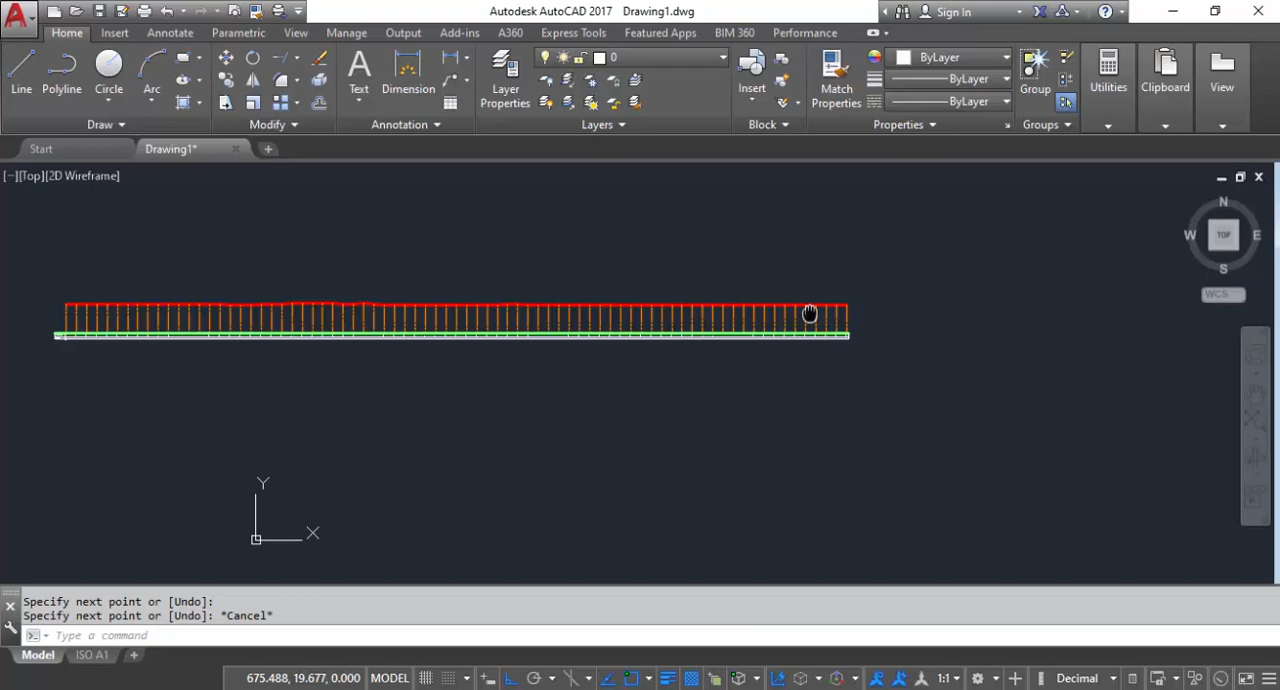 Autodesk AutoCAD 2017 Drawing1.dwg
Sign In
Home Insert Annotate Parametric View Manage Output Add-ins A360 Express Tools Featured Apps BIM 360 Performance
Line Polyline Circle Arc
Text Dimension
Layer Properties
0
Insert
Match Properties
ByLayer
ByLayer
ByLayer
Group
Utilities
Clipboard
View
Draw Modify Annotation Layers Block Properties Groups
Start Drawing1*
[−][Top][2D Wireframe]
N
W TOP E
S
WCS
Y
X
Specify next point or [Undo]:
Specify next point or [Undo]: *Cancel*
Type a command
Model ISO A1
675.488, 19.677, 0.000 MODEL 1:1 Decimal